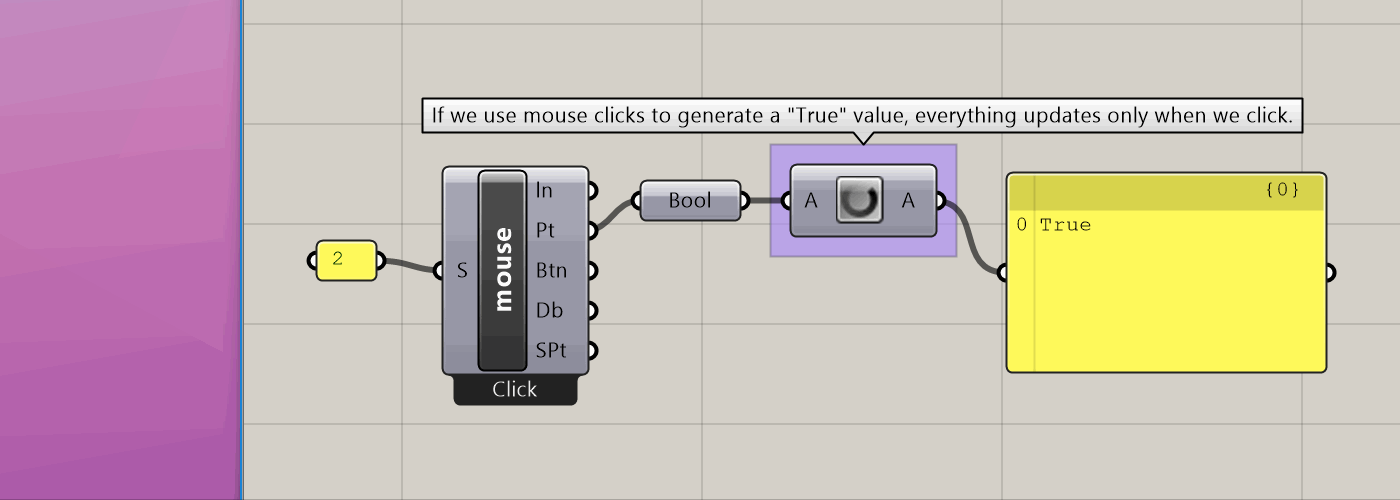 If we use mouse clicks to generate a "True" value, everything updates only when we click.
2
S
mouse
In
Pt
Btn
Db
SPt
Click
Bool
A A
{0}
0 True